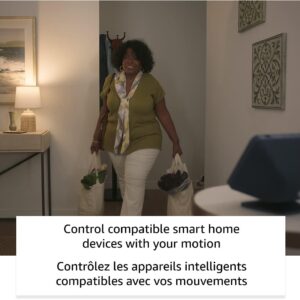 Control compatible smart home
devices with your motion
Contrôlez les appareils intelligents
compatibles avec vos mouvements